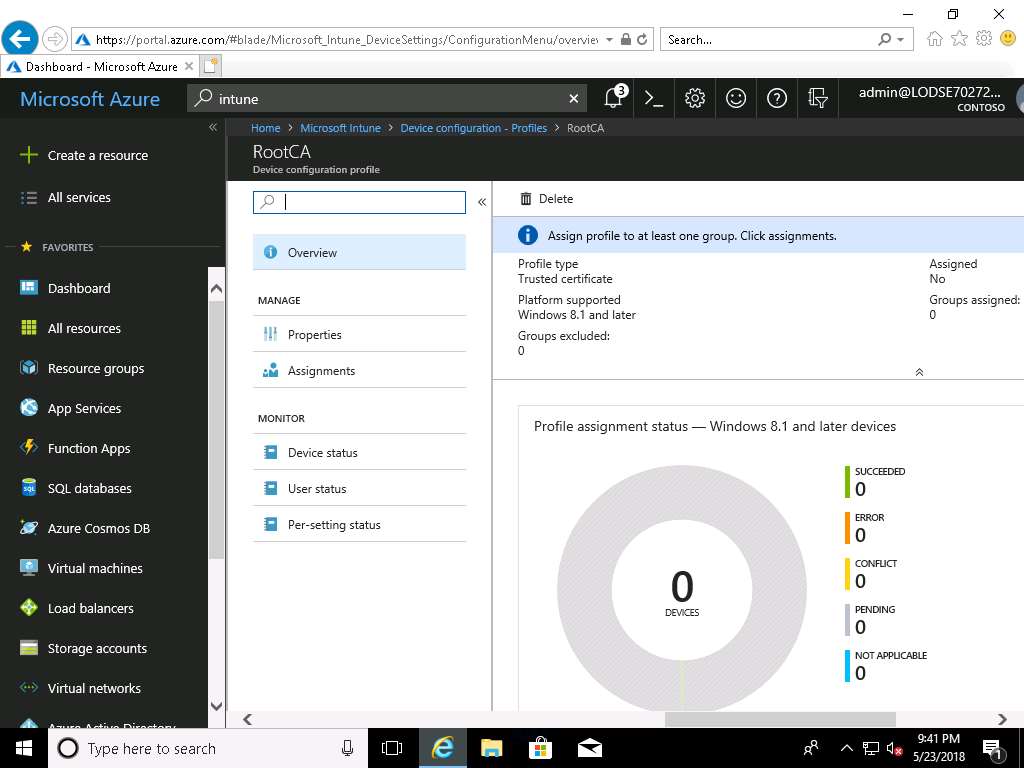 https://portal.azure.com/#blade/Microsoft_Intune_DeviceSettings/ConfigurationMenu/overviev
Search...
Dashboard - Microsoft Azure
Microsoft Azure
intune
3
admin@LODSE70272...
CONTOSO
Home > Microsoft Intune > Device configuration - Profiles > RootCA
RootCA
Device configuration profile
Create a resource
All services
FAVORITES
Dashboard
All resources
Resource groups
App Services
Function Apps
SQL databases
Azure Cosmos DB
Virtual machines
Load balancers
Storage accounts
Virtual networks
Azure Active Directory
Overview
MANAGE
Properties
Assignments
MONITOR
Device status
User status
Per-setting status
Delete
Assign profile to at least one group. Click assignments.
Profile type
Trusted certificate
Platform supported
Windows 8.1 and later
Groups excluded:
0
Assigned
No
Groups assigned:
0
Profile assignment status — Windows 8.1 and later devices
0
DEVICES
SUCCEEDED
0
ERROR
0
CONFLICT
0
PENDING
0
NOT APPLICABLE
0
Type here to search
9:41 PM
5/23/2018
1